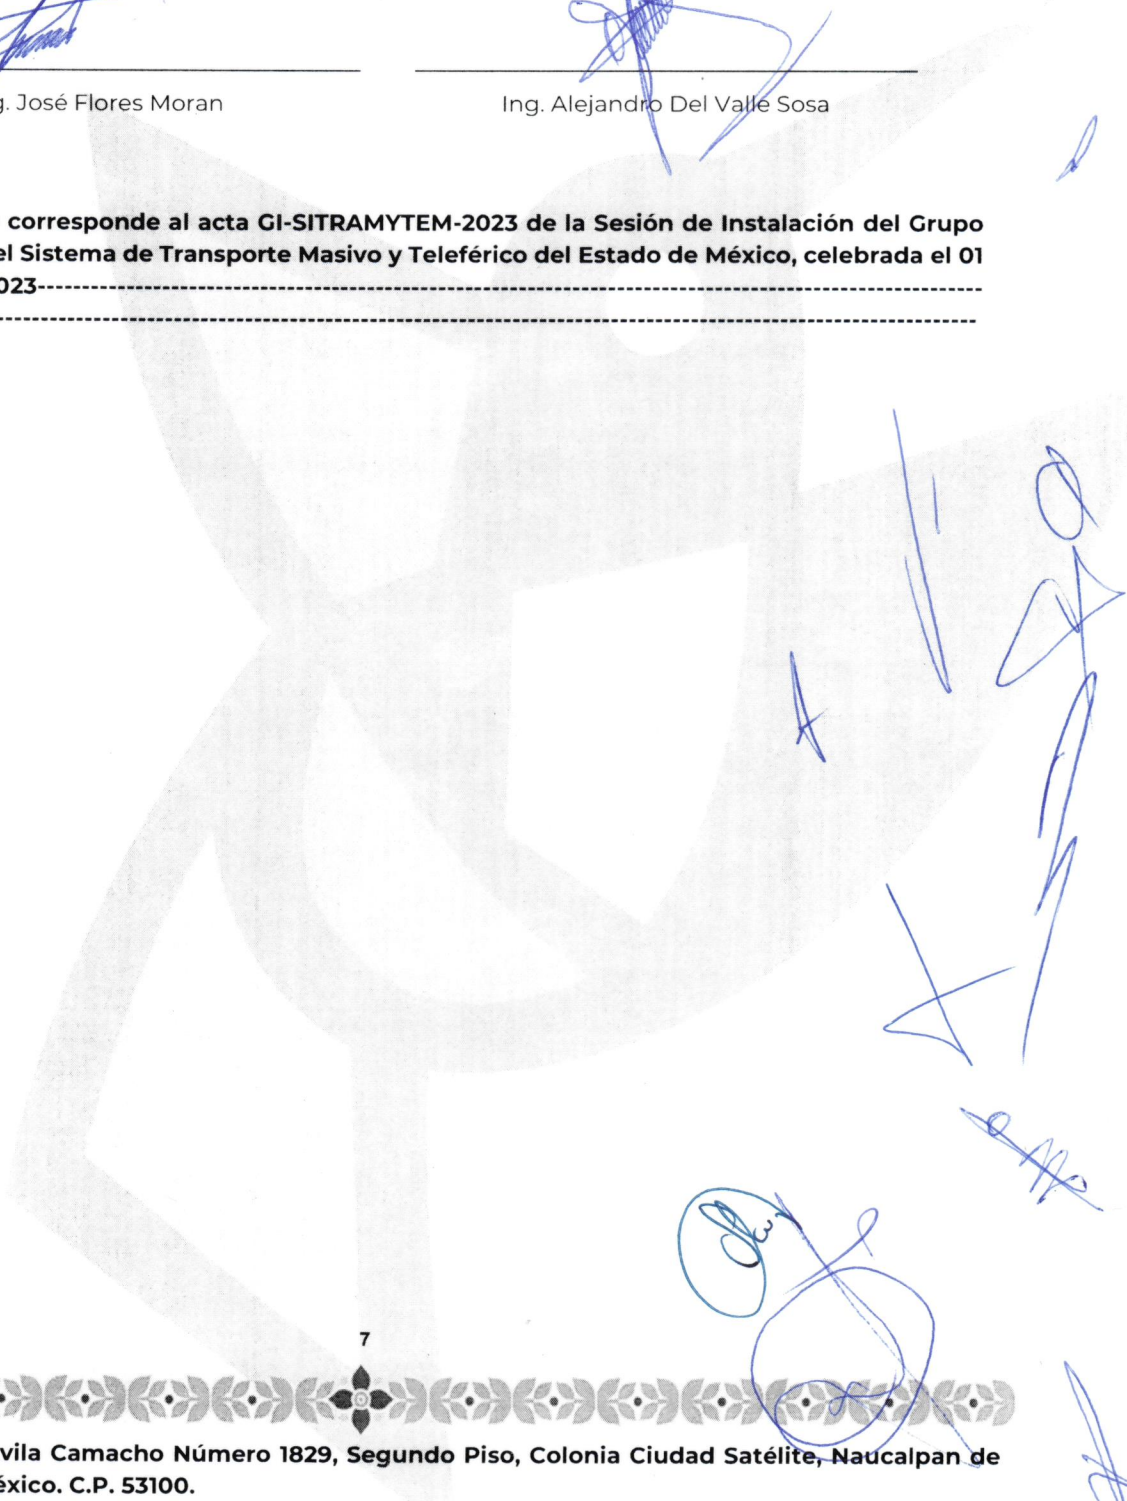 g. José Flores Moran
Ing. Alejandro Del Valle Sosa
corresponde al acta GI-SITRAMYTEM-2023 de la Sesión de Instalación del Grupo
el Sistema de Transporte Masivo y Teleférico del Estado de México, celebrada el 01
023-----------------------------------------------------------------------------------------------
-----------------------------------------------------------------------------------------------
7
vila Camacho Número 1829, Segundo Piso, Colonia Ciudad Satélite, Naucalpan de
éxico. C.P. 53100.